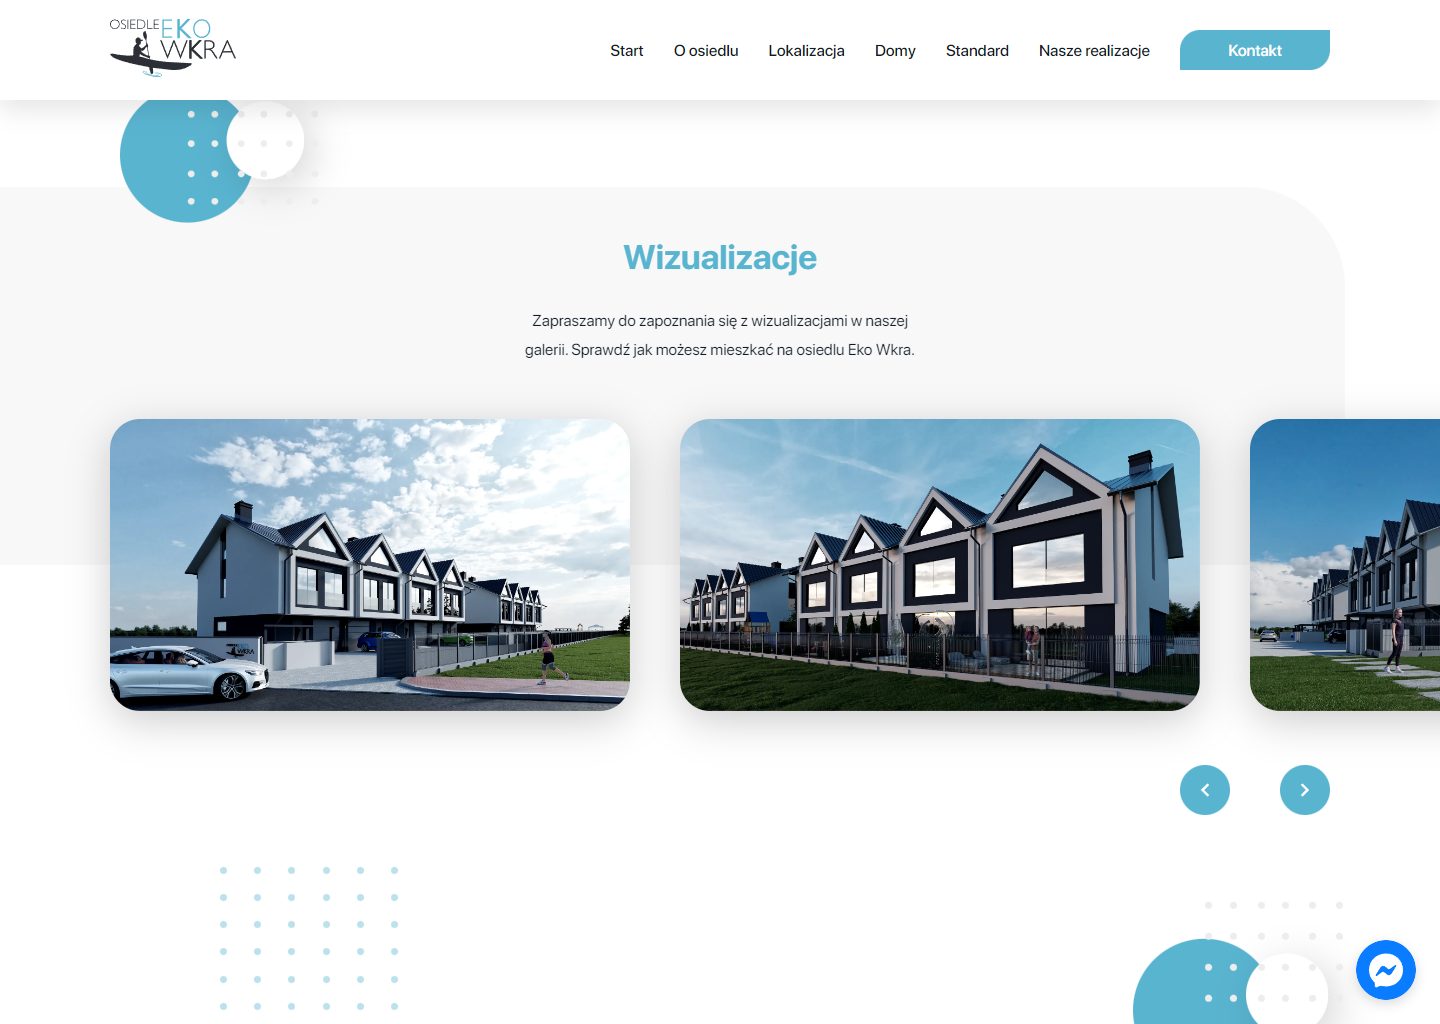 OSIEDLE EKO
WKRA
Start
O osiedlu
Lokalizacja
Domy
Standard
Nasze realizacje
Kontakt
Wizualizacje
Zapraszamy do zapoznania się z wizualizacjami w naszej
galerii. Sprawdź jak możesz mieszkać na osiedlu Eko Wkra.
WKRA